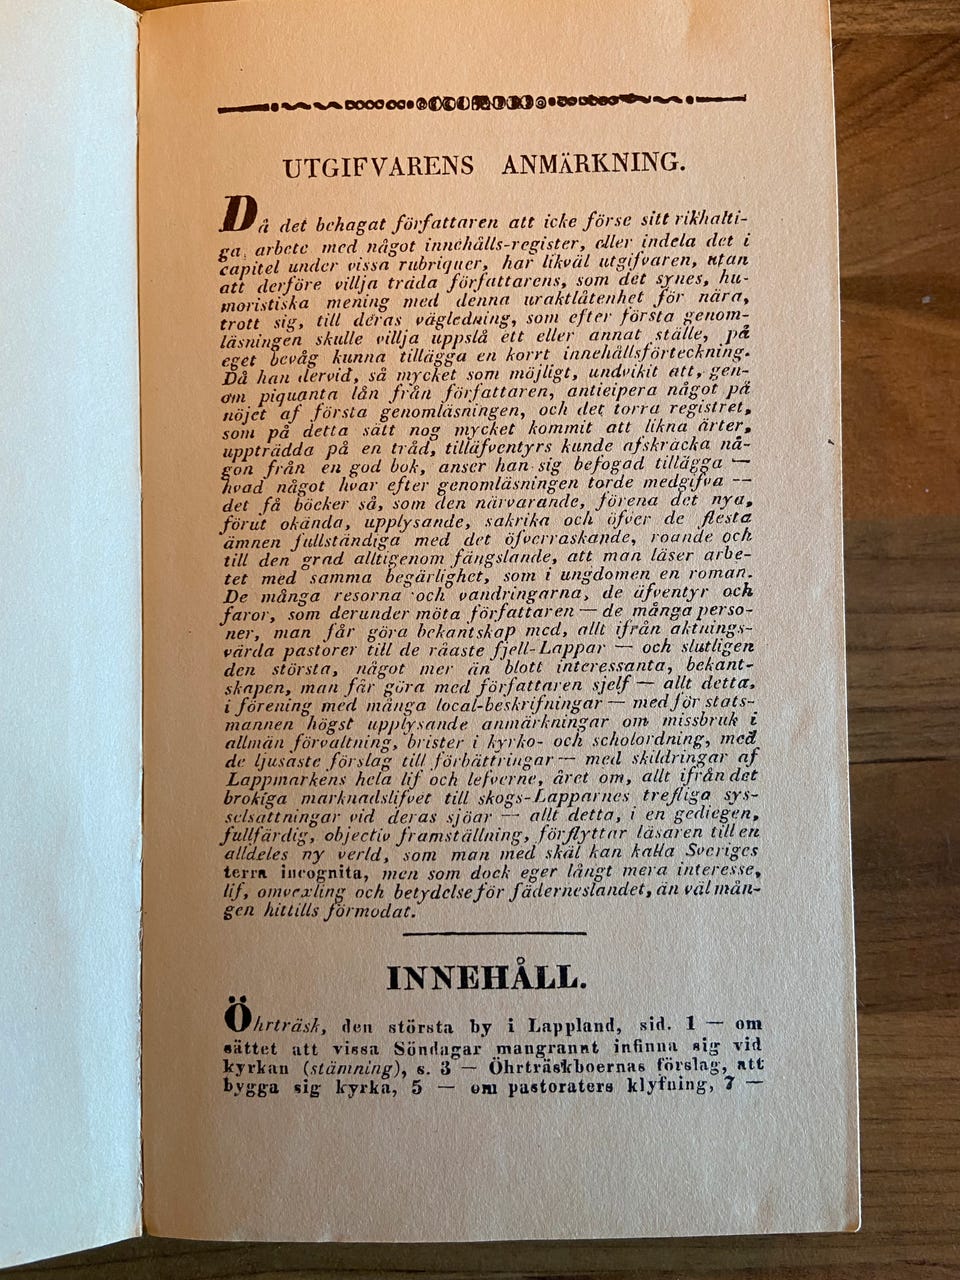 UTGIFVARENS ANMÄRKNING.
Då det behagat författaren att icke förse sitt rikhalti-
ga arbete med något innehålls-register, eller indela det i
capitel under vissa rubriquer, har likväl utgifvaren, utan
att derföre villja träda författarens, som det synes, hu-
moristiska mening med denna uraktlåtenhet för nära,
trott sig, till deras vägledning, som efter första genom-
läsningen skulle villja uppslå ett eller annat ställe, på
eget bevåg kunna tillägga en korrt innehållsförteckning.
Då han dervid, så mycket som möjligt, undvikit att, gen-
om piquanta lån från författaren, anticipera något på
nöjet af första genomläsningen, och det torra registret,
som på detta sätt nog mycket kommit att likna ärter,
uppträdda på en tråd, tilläfventyrs kunde afskräcka nå-
gon från en god bok, anser han sig befogad tillägga —
hvad något hvar efter genomläsningen torde medgifva —
det få böcker så, som den närvarande, förena det nya,
förut okända, upplysande, sakrika och öfver de flesta
ämnen fullständiga med det öfverraskande, roande och
till den grad alltigenom fängslande, att man läser arbe-
tet med samma begärlighet, som i ungdomen en roman.
De många resorna och vandringarna, de äfventyr och
faror, som derunder möta författaren — de många perso-
ner, man får göra bekantskap med, allt ifrån aktnings-
värda pastorer till de råaste fjell-Lappar — och slutligen
den största, något mer än blott interessanta, bekant-
skapen, man får göra med författaren sjelf — allt detta,
i förening med många local-beskrifningar — med för stats-
mannen högst upplysande anmärkningar om missbruk i
allmän förvaltning, brister i kyrko- och scholordning, med
de ljusaste förslag till förbättringar — med skildringar af
Lappmarkens hela lif och lefverne, året om, allt ifrån det
brokiga marknadslifvet till skogs-Lapparnes trefliga sys-
selsättningar vid deras sjöar — allt detta, i en gediegen,
fullfärdig, objectiv framställning, förflyttar läsaren till en
alldeles ny verld, som man med skäl kan kalla Sveriges
terra incognita, men som dock eger långt mera interesse,
lif, omvexling och betydelse för fäderneslandet, än väl mån-
gen hittills förmodat.
INNEHÅLL.
Öhrträsk, den största by i Lappland, sid. 1 — om
sättet att vissa Söndagar mangrannt infinna sig vid
kyrkan (stämning), s. 3 — Öhrträskboernas förslag, att
bygga sig kyrka, 5 — om pastoraters klyfning, 7 —